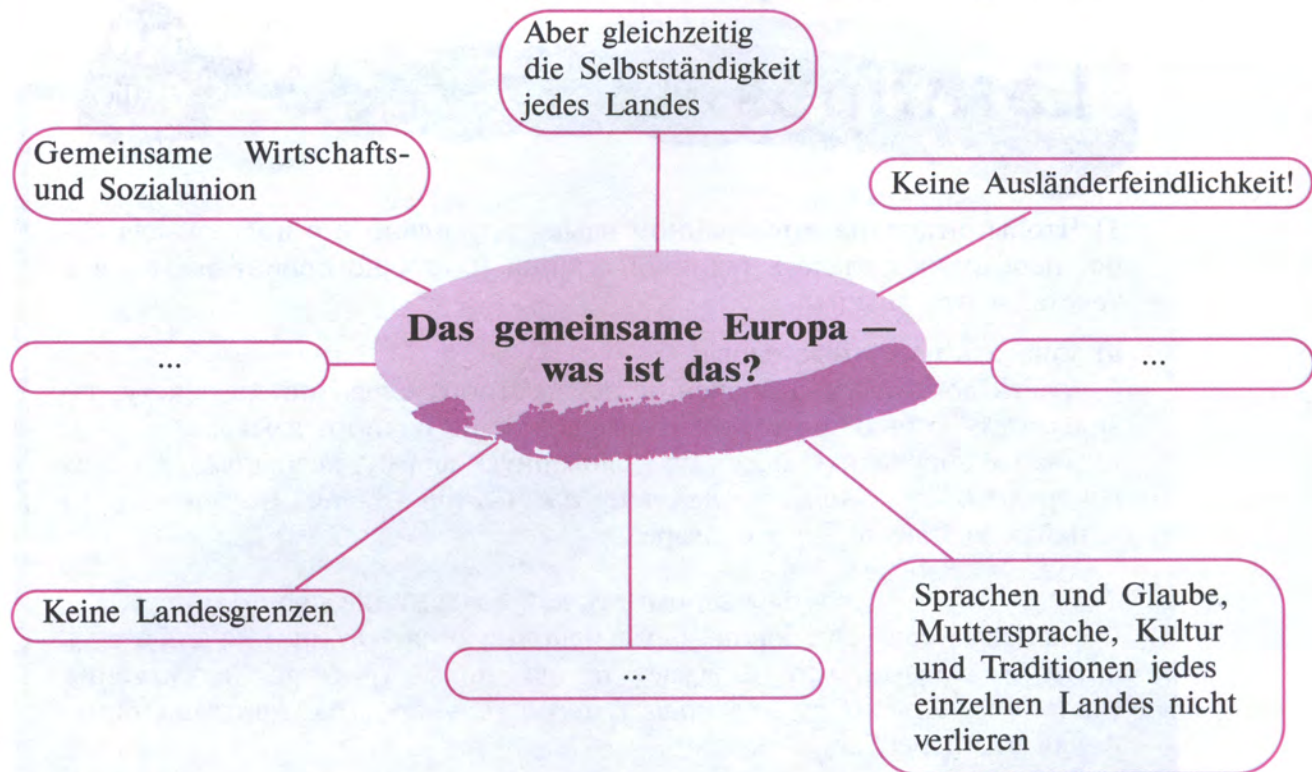 Aber gleichzeitig
die Selbstständigkeit
jedes Landes
Gemeinsame Wirtschafts-
und Sozialunion
Keine Ausländerfeindlichkeit!
Das gemeinsame Europa —
was ist das?
...
...
Keine Landesgrenzen
...
Sprachen und Glaube,
Muttersprache, Kultur
und Traditionen jedes
einzelnen Landes nicht
verlieren